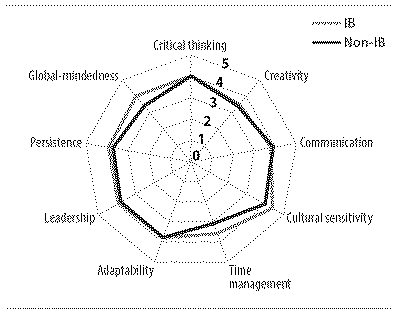 IB
Non-IB
Critical thinking
Global-mindedness
Creativity
5
4
3
2
1
0
Persistence
Communication
Leadership
Cultural sensitivity
Adaptability
Time
management